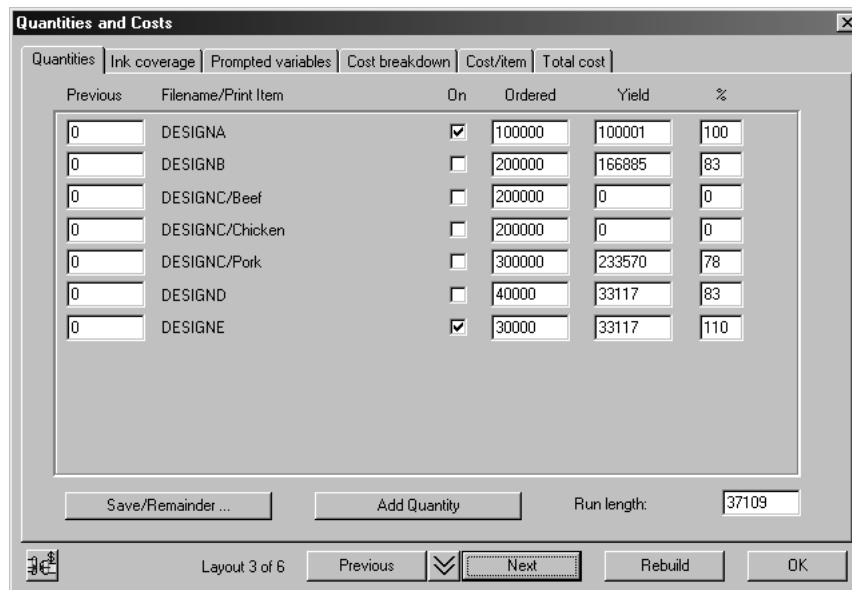 Quantities and Costs
Quantities Ink coverage Prompted variables Cost breakdown Cost/item Total cost
Previous Filename/Print Item On Ordered Yield %
0 DESIGNA 100000 100001 100
0 DESIGNB 200000 166885 83
0 DESIGNC/Beef 200000 0 0
0 DESIGNC/Chicken 200000 0 0
0 DESIGNC/Pork 300000 233570 78
0 DESIGND 40000 33117 83
0 DESIGNE 30000 33117 110
Save/Remainder ... Add Quantity Run length: 37109
Layout 3 of 6 Previous Next Rebuild OK